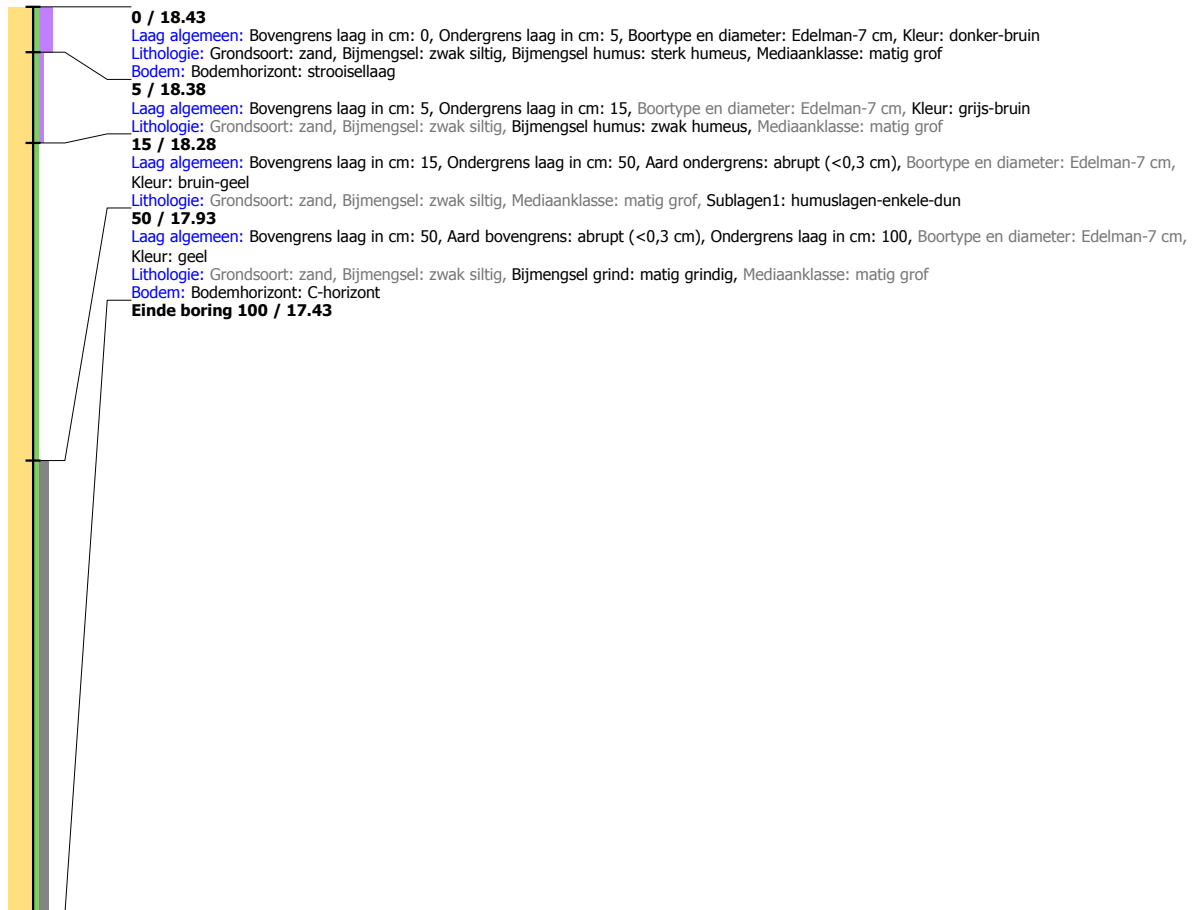 0 / 18.43
Laag algemeen: Bovengrens laag in cm: 0, Ondergrens laag in cm: 5, Boortype en diameter: Edelman-7 cm, Kleur: donker-bruin
Lithologie: Grondsoort: zand, Bijmengsel: zwak siltig, Bijmengsel humus: sterk humeus, Mediaanklasse: matig grof
Bodem: Bodemhorizont: strooisellaag
5 / 18.38
Laag algemeen: Bovengrens laag in cm: 5, Ondergrens laag in cm: 15, Boortype en diameter: Edelman-7 cm, Kleur: grijs-bruin
Lithologie: Grondsoort: zand, Bijmengsel: zwak siltig, Bijmengsel humus: zwak humeus, Mediaanklasse: matig grof
15 / 18.28
Laag algemeen: Bovengrens laag in cm: 15, Ondergrens laag in cm: 50, Aard ondergrens: abrupt (<0,3 cm), Boortype en diameter: Edelman-7 cm,
Kleur: bruin-geel
Lithologie: Grondsoort: zand, Bijmengsel: zwak siltig, Mediaanklasse: matig grof, Sublagen1: humuslagen-enkele-dun
50 / 17.93
Laag algemeen: Bovengrens laag in cm: 50, Aard bovengrens: abrupt (<0,3 cm), Ondergrens laag in cm: 100, Boortype en diameter: Edelman-7 cm,
Kleur: geel
Lithologie: Grondsoort: zand, Bijmengsel: zwak siltig, Bijmengsel grind: matig grindig, Mediaanklasse: matig grof
Bodem: Bodemhorizont: C-horizont
Einde boring 100 / 17.43